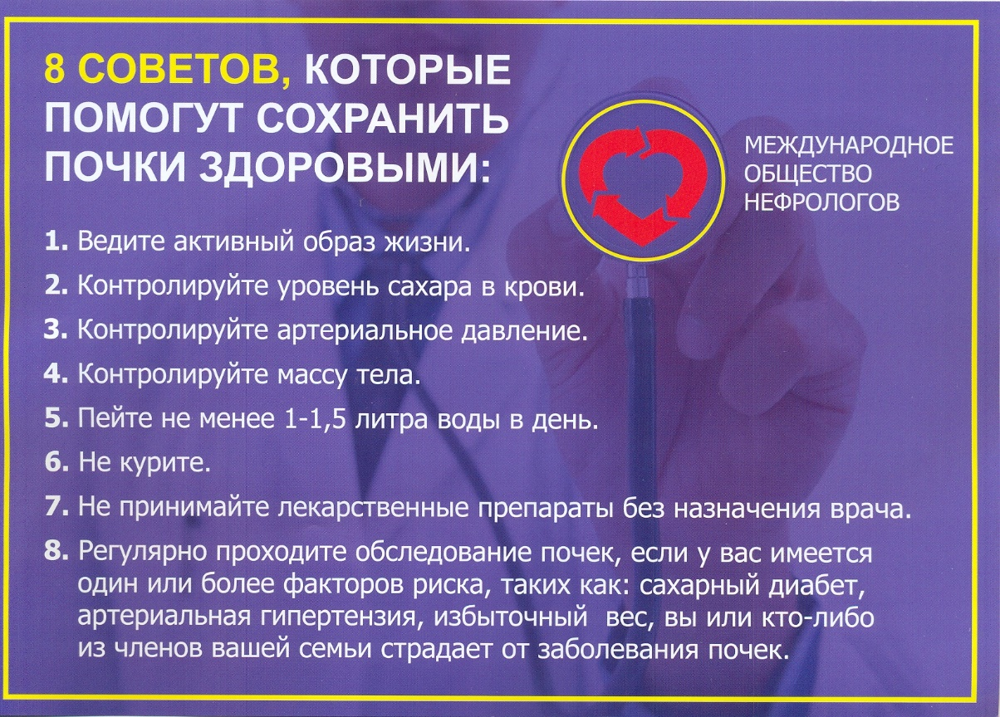 8 СОВЕТОВ, КОТОРЫЕ
ПОМОГУТ СОХРАНИТЬ
ПОЧКИ ЗДОРОВЫМИ:
МЕЖДУНАРОДНОЕ
ОБЩЕСТВО
НЕФРОЛОГОВ
1. Ведите активный образ жизни.
2. Контролируйте уровень сахара в крови.
3. Контролируйте артериальное давление.
4. Контролируйте массу тела.
5. Пейте не менее 1-1,5 литра воды в день.
6. Не курите.
7. Не принимайте лекарственные препараты без назначения врача.
8. Регулярно проходите обследование почек, если у вас имеется
один или более факторов риска, таких как: сахарный диабет,
артериальная гипертензия, избыточный  вес, вы или кто-либо
из членов вашей семьи страдает от заболевания почек.